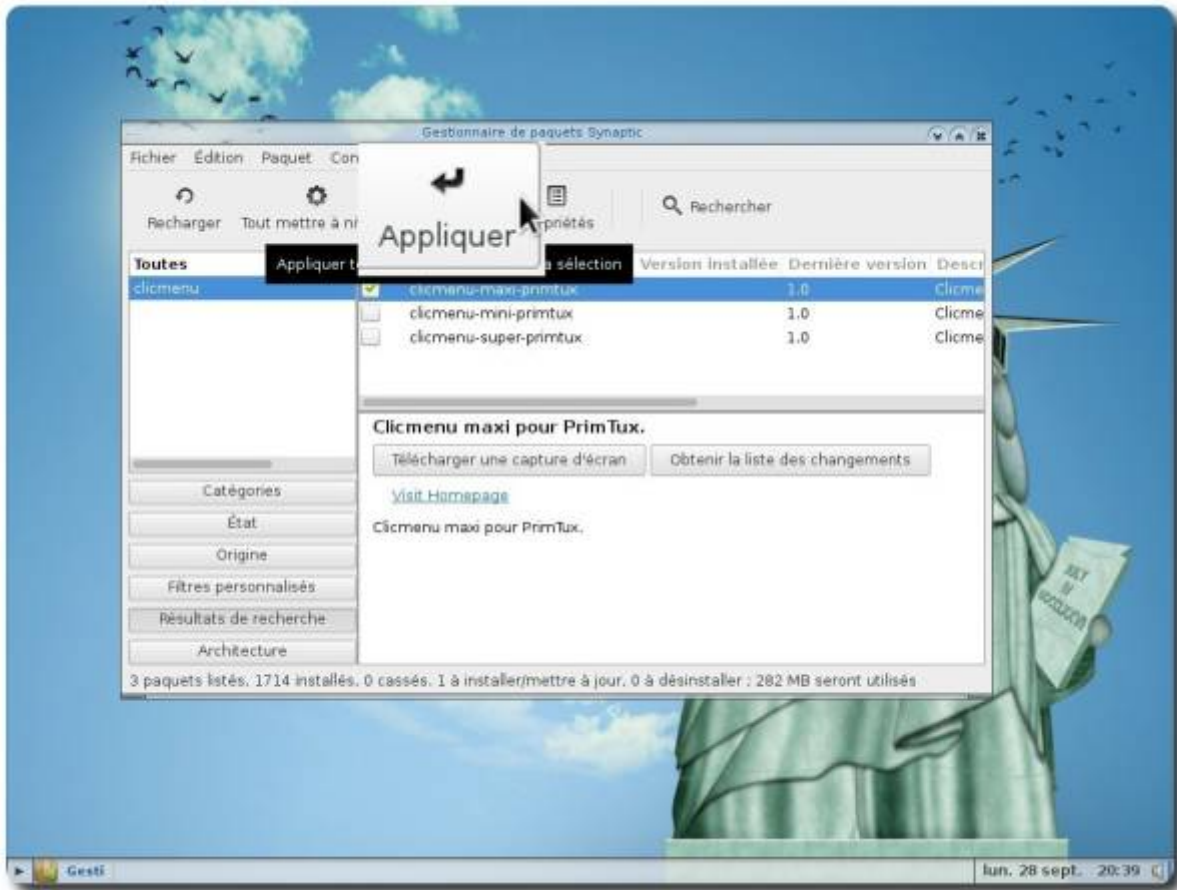 Gestionnaire de paquets Synaptic
Fichier Édition Paquet Con
Recharger Tout mettre à ni Appliquer priétés Rechercher
Appliquer t a sélection
Toutes Version installée Dernière version Descr
clicmenu
clicmenu-maxi-primtux 1.0 Clicme
clicmenu-mini-primtux 1.0 Clicme
clicmenu-super-primtux 1.0 Clicme
Clicmenu maxi pour PrimTux.
Télécharger une capture d'écran Obtenir la liste des changements
Visit Homepage
Clicmenu maxi pour PrimTux.
Catégories
État
Origine
Filtres personnalisés
Résultats de recherche
Architecture
3 paquets listés, 1714 installés, 0 cassés. 1 à installer/mettre à jour, 0 à désinstaller ; 282 MB seront utilisés
JULY
IV
Gesti lun. 28 sept. 20:39